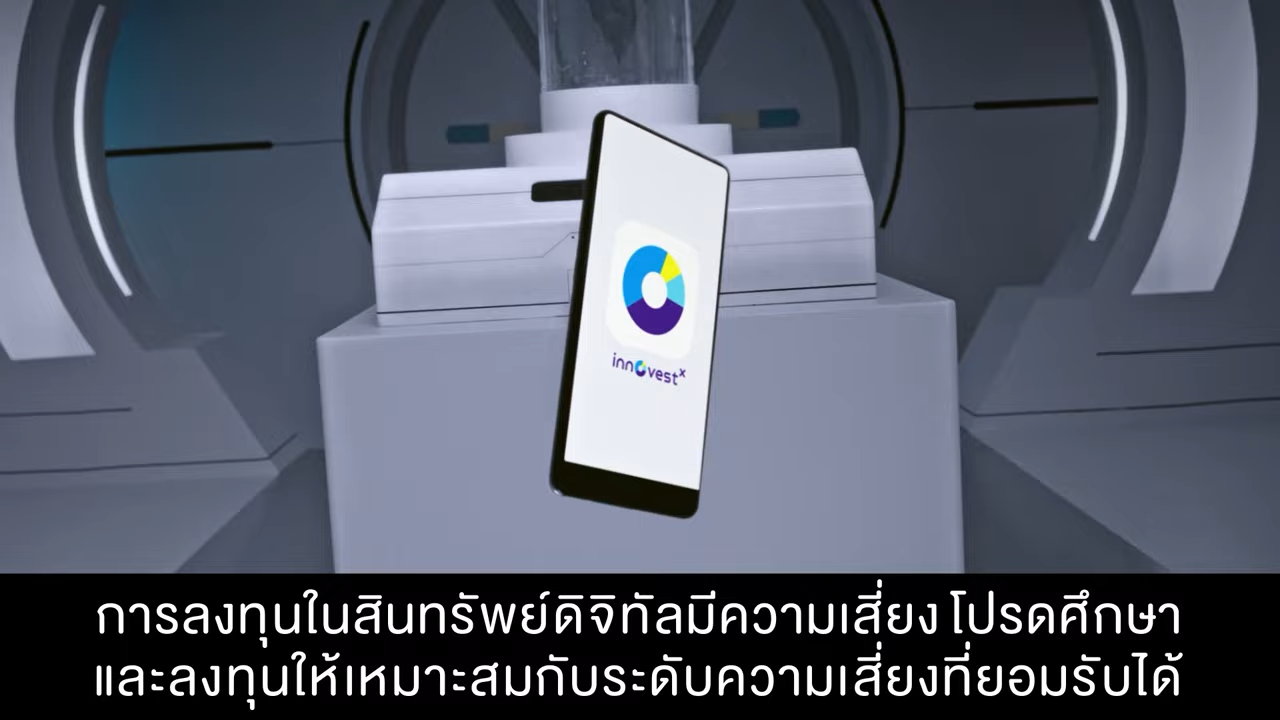 innovestx
การลงทุนในสินทรัพย์ดิจิทัลมีความเสี่ยง โปรดศึกษา
และลงทุนให้เหมาะสมกับระดับความเสี่ยงที่ยอมรับได้